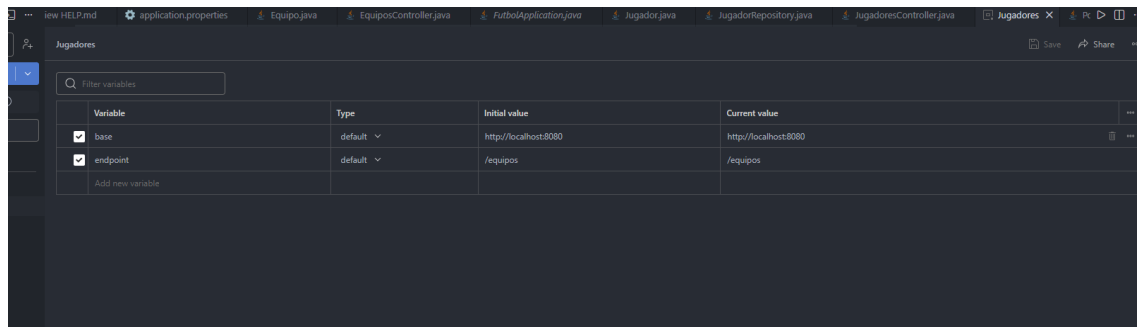 iew HELP.md application.properties Equipo.java EquiposController.java FutbolApplication.java Jugador.java JugadorRepository.java JugadoresController.java Jugadores
Jugadores Save Share
Filter variables
Variable Type Initial value Current value
base default http://localhost:8080 http://localhost:8080
endpoint default /equipos /equipos
Add new variable